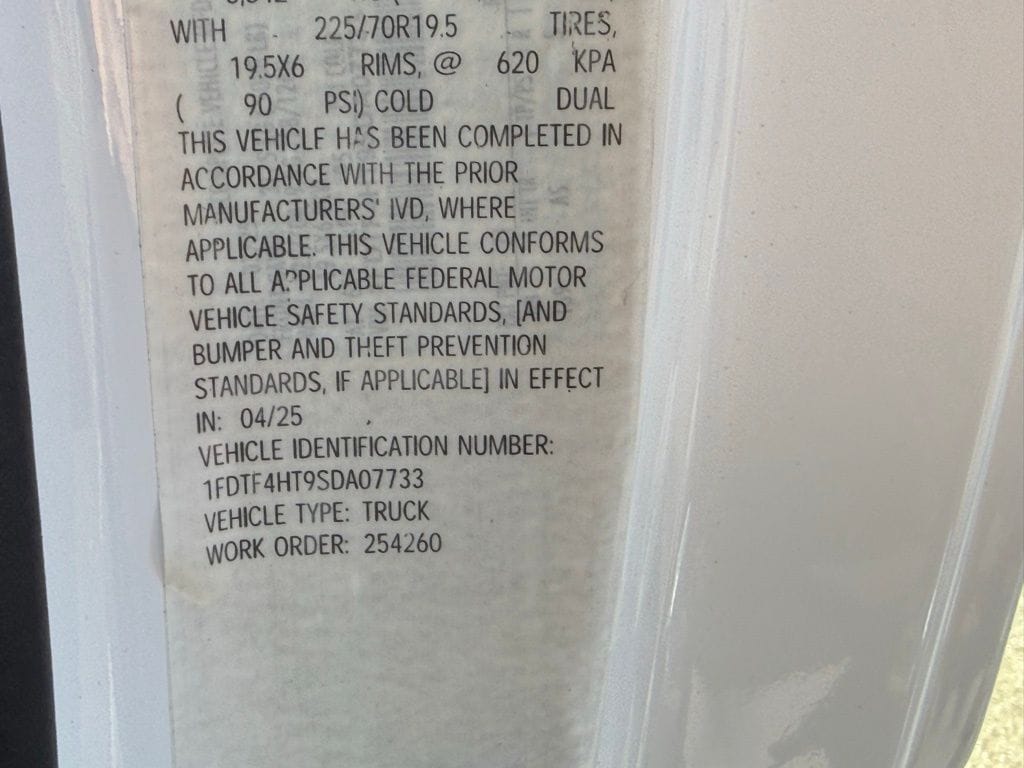 WITH 225/70R19.5 TIRES,
19.5X6 RIMS, @ 620 KPA
( 90 PSI) COLD DUAL
THIS VEHICLE HAS BEEN COMPLETED IN
ACCORDANCE WITH THE PRIOR
MANUFACTURERS' IVD, WHERE
APPLICABLE. THIS VEHICLE CONFORMS
TO ALL APPLICABLE FEDERAL MOTOR
VEHICLE SAFETY STANDARDS, [AND
BUMPER AND THEFT PREVENTION
STANDARDS, IF APPLICABLE] IN EFFECT
IN: 04/25
VEHICLE IDENTIFICATION NUMBER:
1FDTF4HT9SDA07733
VEHICLE TYPE: TRUCK
WORK ORDER: 254260